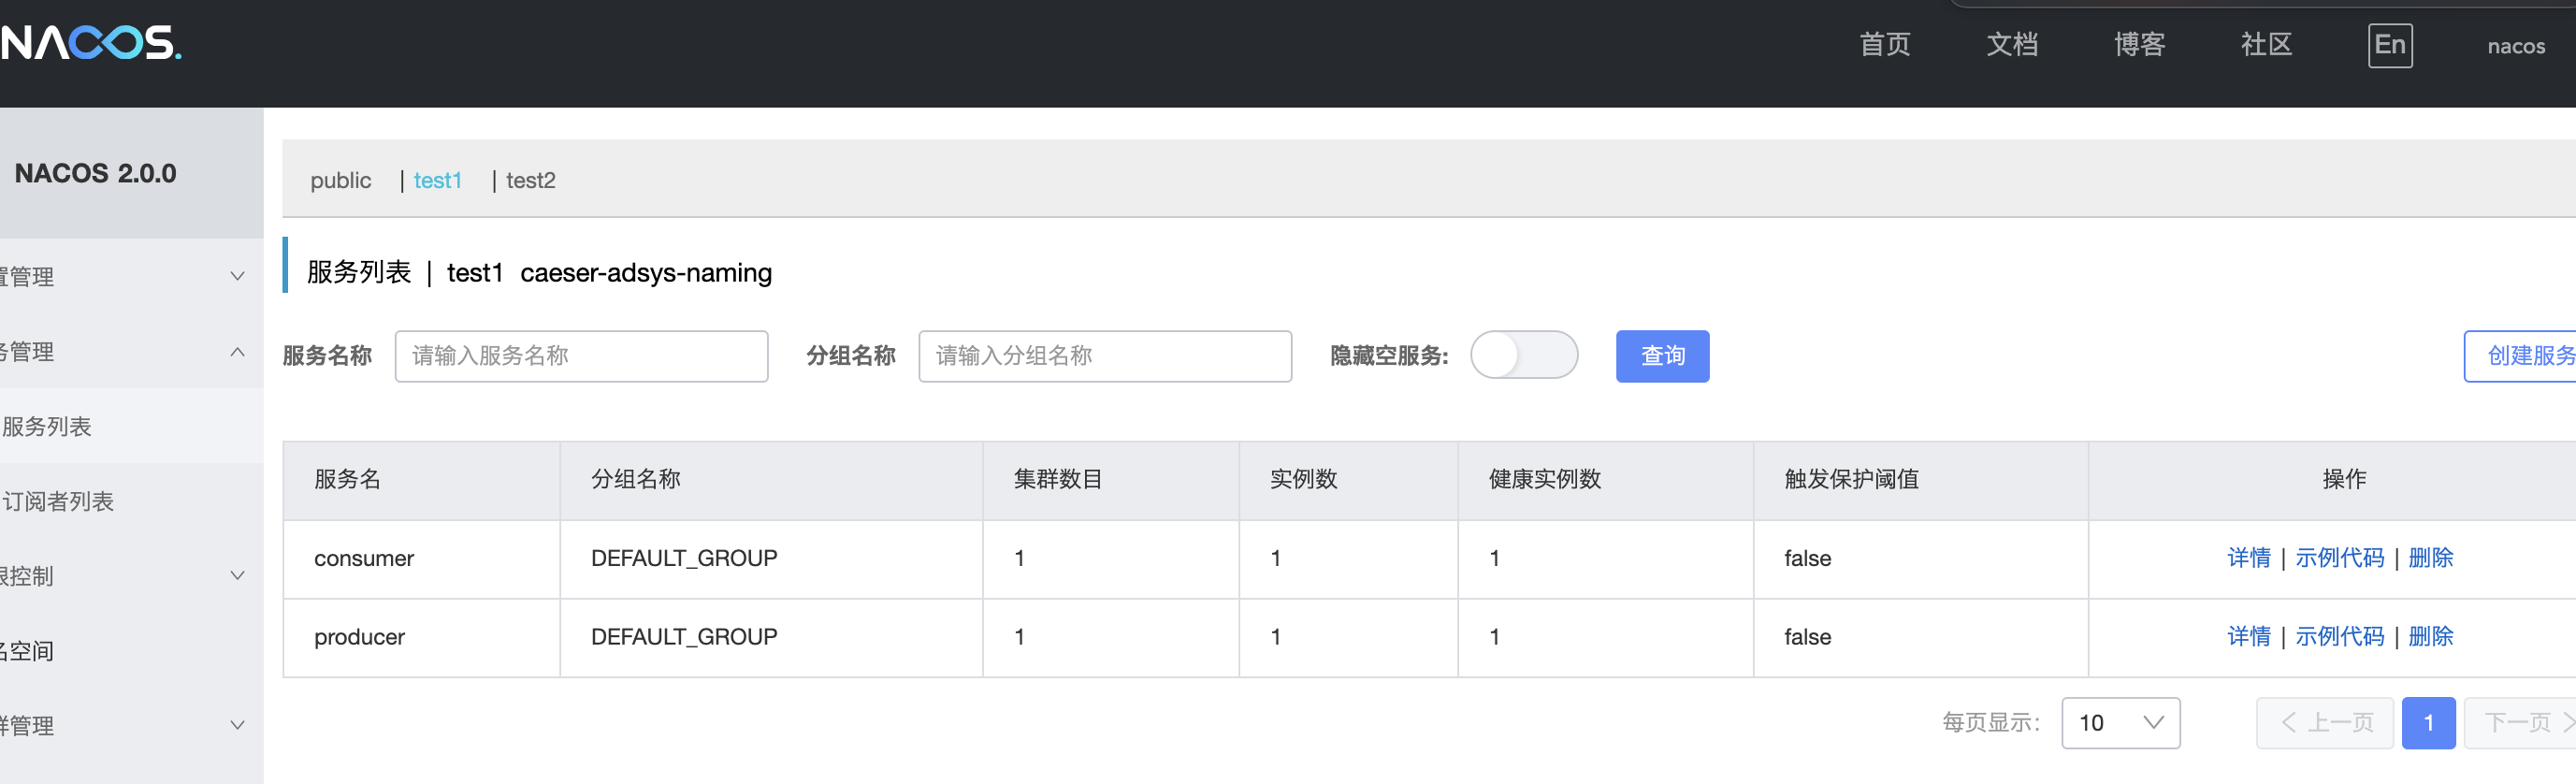 NACOS.
首页 文档 博客 社区 En nacos
NACOS 2.0.0
public | test1 | test2
服务列表 | test1 caeser-adsys-naming
置管理
务管理
服务列表
订阅者列表
限控制
名空间
群管理
服务名称 请输入服务名称 分组名称 请输入分组名称 隐藏空服务: 查询 创建服务
服务名 分组名称 集群数目 实例数 健康实例数 触发保护阈值 操作
consumer DEFAULT_GROUP 1 1 1 false 详情 | 示例代码 | 删除
producer DEFAULT_GROUP 1 1 1 false 详情 | 示例代码 | 删除
每页显示: 10 上一页 1 下一页